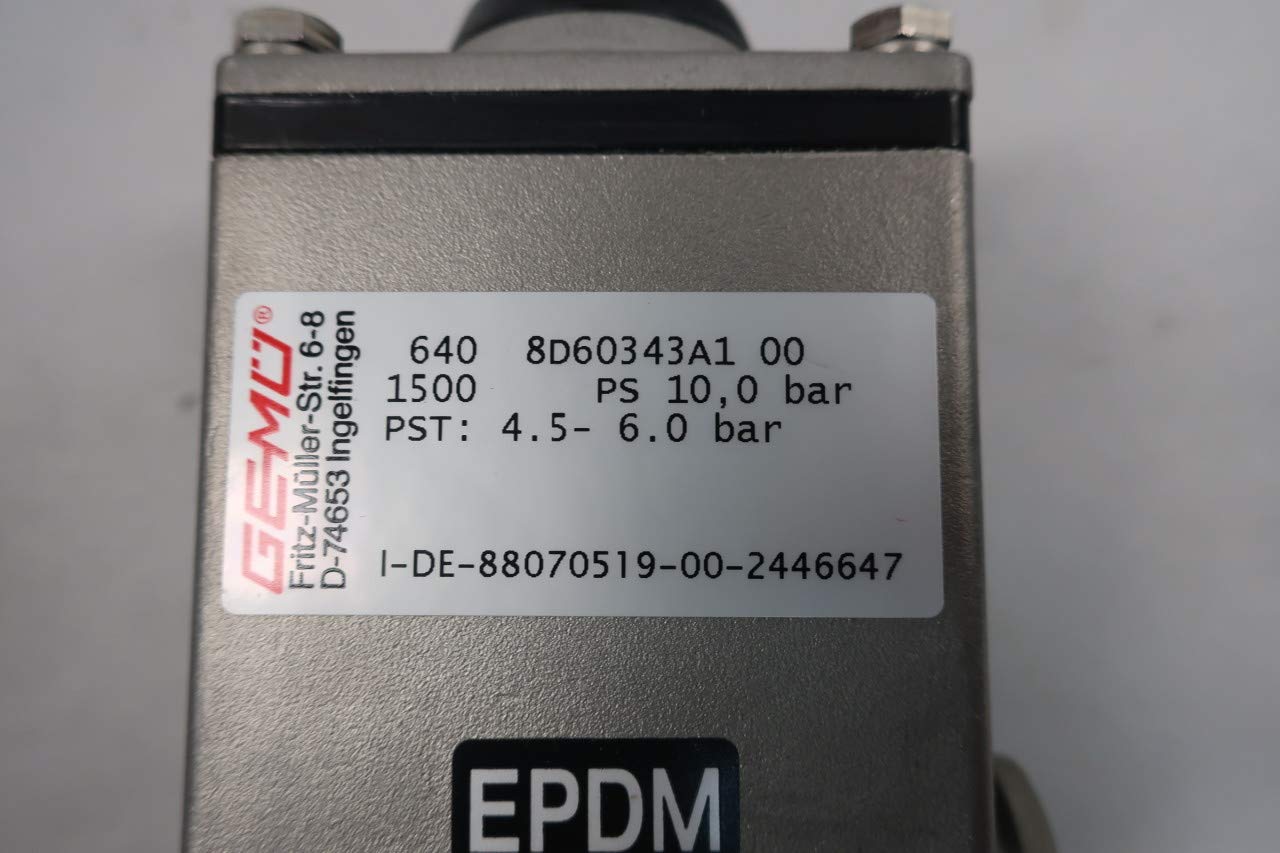 GEMÜ®
Fritz-Müller-Str. 6-8
D-74653 Ingelfingen
640 8D60343A1 00
1500 PS 10,0 bar
PST: 4.5- 6.0 bar
I-DE-88070519-00-2446647
EPDM